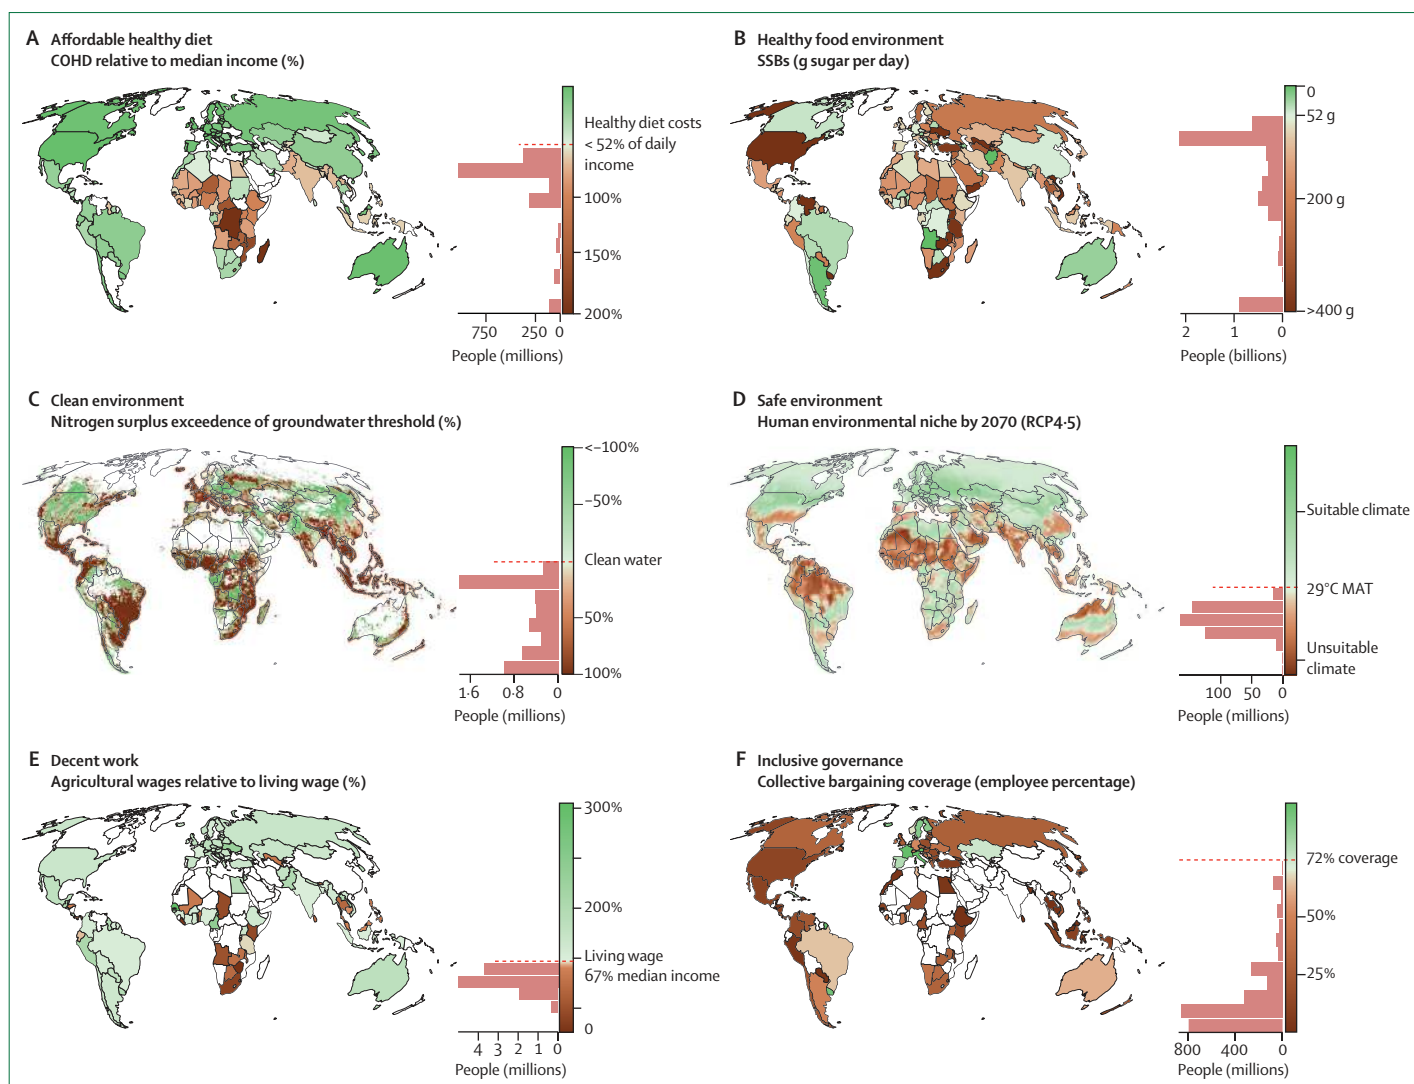 A Affordable healthy diet
COHD relative to median income (%)
Healthy diet costs
< 52% of daily
income
100%
150%
200%
750 250 0
People (millions)
B Healthy food environment
SSBs (g sugar per day)
0
52 g
200 g
>400 g
2 1 0
People (billions)
C Clean environment
Nitrogen surplus exceedence of groundwater threshold (%)
<–100%
–50%
Clean water
50%
100%
1·6 0·8 0
People (millions)
D Safe environment
Human environmental niche by 2070 (RCP4·5)
Suitable climate
29°C MAT
Unsuitable
climate
100 50 0
People (millions)
E Decent work
Agricultural wages relative to living wage (%)
300%
200%
Living wage
67% median income
0
4 3 2 1 0
People (millions)
F Inclusive governance
Collective bargaining coverage (employee percentage)
72% coverage
50%
25%
800 400 0
People (millions)